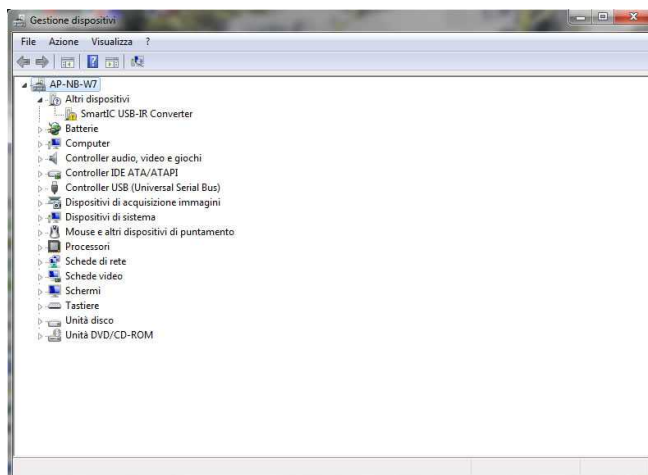 Gestione dispositivi
File Azione Visualizza ?
AP-NB-W7
Altri dispositivi
SmartIC USB-IR Converter
Batterie
Computer
Controller audio, video e giochi
Controller IDE ATA/ATAPI
Controller USB (Universal Serial Bus)
Dispositivi di acquisizione immagini
Dispositivi di sistema
Mouse e altri dispositivi di puntamento
Processori
Schede di rete
Schede video
Schermi
Tastiere
Unità disco
Unità DVD/CD-ROM